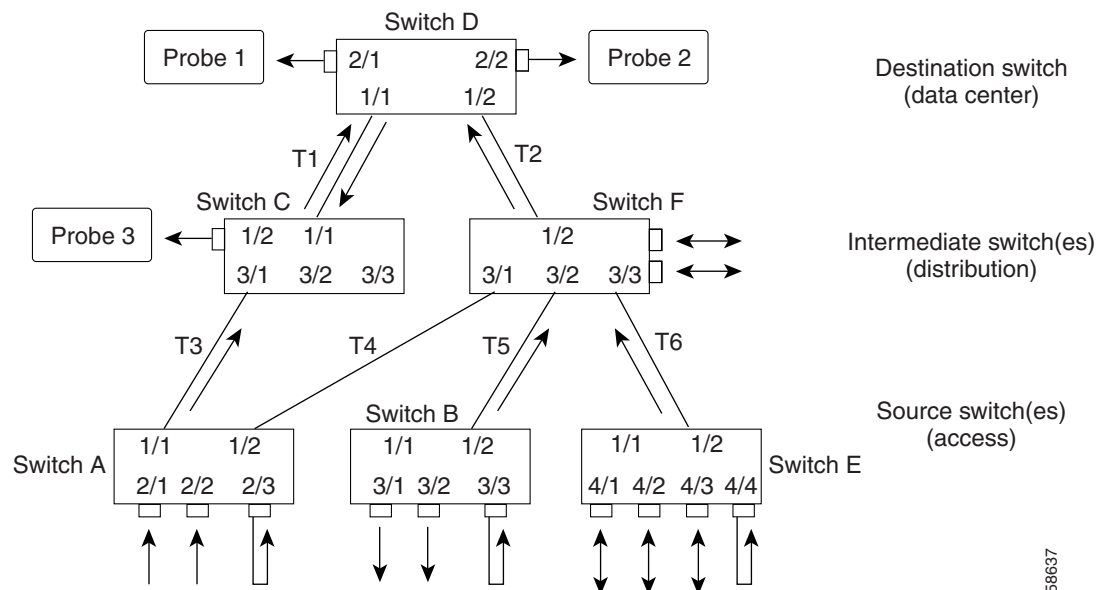 Switch D
Probe 1
2/1
2/2
Probe 2
1/1
1/2
Destination switch
(data center)
T1
T2
Switch C
Switch F
Probe 3
1/2
1/1
3/1
3/2
3/3
1/2
3/1
3/2
3/3
Intermediate switch(es)
(distribution)
T3
T4
T5
T6
Switch A
1/1
1/2
2/1
2/2
2/3
Switch B
1/1
1/2
3/1
3/2
3/3
1/1
1/2
4/1
4/2
4/3
4/4
Switch E
Source switch(es)
(access)